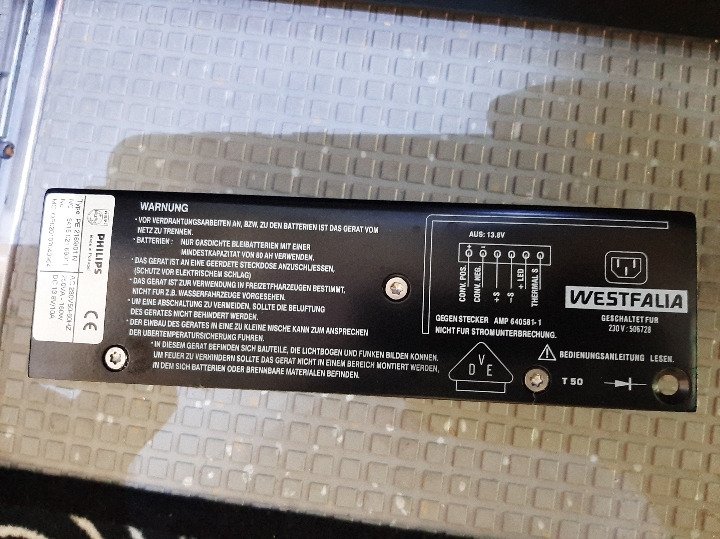 WARNUNG
• VOR VERDRAHTUNGSARBEITEN AN, BZW. ZU DEN BATTERIEN IST DAS GERAT VOM
NETZ ZU TRENNEN.
• BATTERIEN : NUR GASDICHTE BLEIBATTERIEN MIT EINER
MINDESTKAPAZITAT VON 80 AH VERWENDEN.
• DAS GERAT IST AN EINE GEERDETE STECKDOSE ANZUSCHLIESSEN,
(SCHUTZ VOR ELEKTRISCHEM SCHLAG)
• DAS GERAT IST ZUR VERWENDUNG IN FREIZEITFAHRZEUGEN BESTIMMT,
NICHT FUR Z.B. WASSERFAHRZEUGE VORGESEHEN.
• UM EINE ABSCHALTUNG ZU VERMEIDEN, SOLLTE DIE BELUFTUNG
DES GERATES NICHT BEHINDERT WERDEN.
• DER EINBAU DES GERATES IN EINE ZU KLEINE NISCHE KANN ZUM ANSPRECHEN
DER UBERTEMPERATURSICHERUNG FUHREN.
• IN DIESEM GERAT BEFINDEN SICH BAUTEILE, DIE LICHTBOGEN UND FUNKEN BILDEN KONNEN.
UM FEUER ZU VERHINDERN SOLLTE DAS GERAT NICHT IN EINEM BEREICH MONTIERT WERDEN,
IN DEM SICH BATTERIEN ODER BRENNBARE MATERIALEN BEFINDEN.
AUS: 13.8V
+ -
CONV. POS.
CONV. NEG.
+S
-S
+ LED
THERMAL S
GEGEN STECKER AMP 640581-1
NICHT FUR STROMUNTERBRECHUNG.
WESTFALIA
GESCHALTET FUR
230 V : 506728
BEDIENUNGSANLEITUNG LESEN.
D V E
T 50
PHILIPS
Type PE
CE